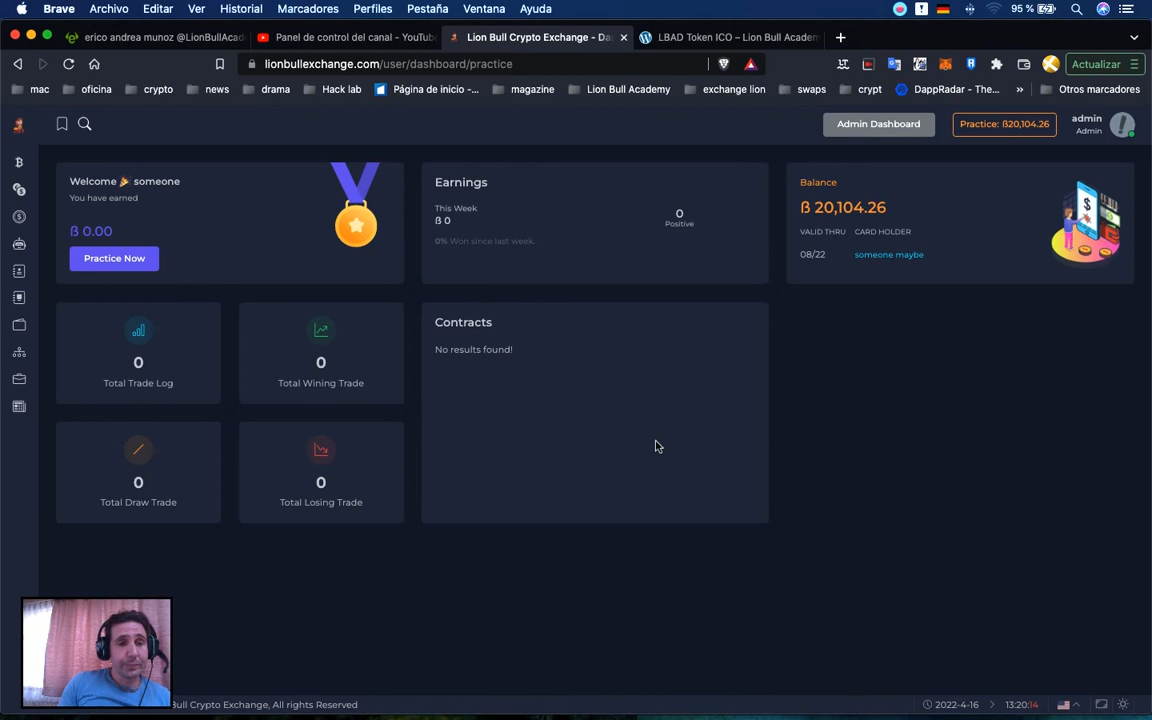 Brave Archivo Editar Ver Historial Marcadores Perfiles Pestaña Ventana Ayuda 95 %
erico andrea munoz @LionBullAcad Panel de control del canal - YouTube Lion Bull Crypto Exchange - Das LBAD Token ICO – Lion Bull Academ
lionbullexchange.com/user/dashboard/practice Actualizar
mac oficina crypto news drama Hack lab Página de inicio -... magazine Lion Bull Academy exchange lion swaps crypt DappRadar - The... » Otros marcadores
Admin Dashboard Practice: ß20,104.26 admin
Admin
Welcome 🎉 someone
You have earned
ß 0.00
Practice Now
Earnings
This Week
ß 0
0
Positive
0% Won since last week.
Balance
ß 20,104.26
VALID THRU CARD HOLDER
08/22 someone maybe
0
Total Trade Log
0
Total Wining Trade
Contracts
No results found!
0
Total Draw Trade
0
Total Losing Trade
Bull Crypto Exchange, All rights Reserved 2022-4-16 13:20:14